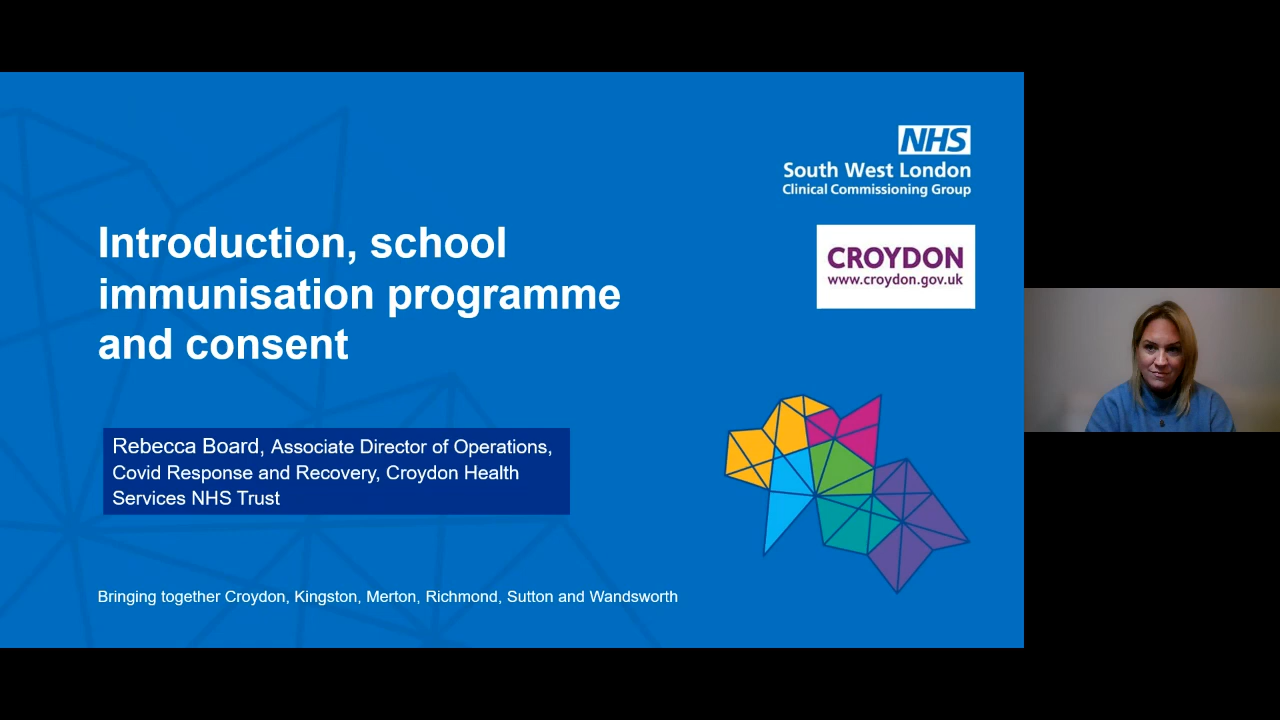 NHS
South West London
Clinical Commissioning Group
CROYDON
www.croydon.gov.uk
Introduction, school
immunisation programme
and consent
Rebecca Board, Associate Director of Operations,
Covid Response and Recovery, Croydon Health
Services NHS Trust
Bringing together Croydon, Kingston, Merton, Richmond, Sutton and Wandsworth